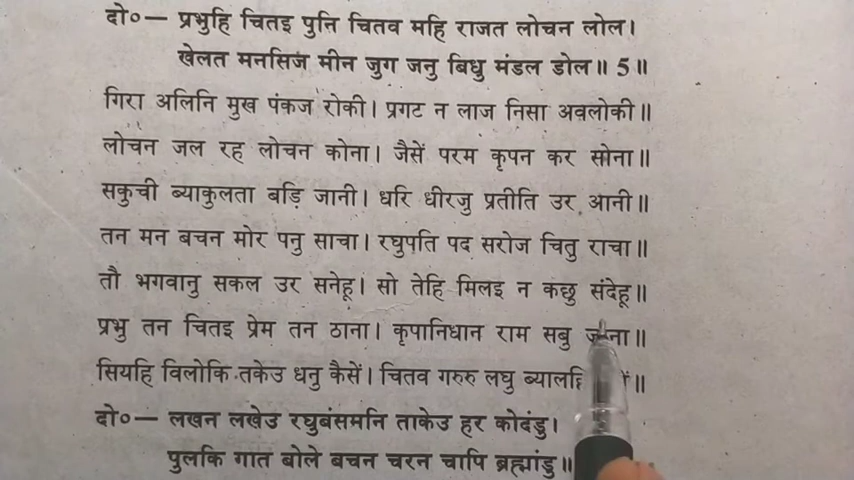 दो०— प्रभुहि चितइ पुनि चितव महि राजत लोचन लोल।
खेलत मनसिज मीन जुग जनु बिधु मंडल डोल॥ 5॥
गिरा अलिनि मुख पंकज रोकी। प्रगट न लाज निसा अवलोकी॥
लोचन जल रह लोचन कोना। जैसें परम कृपन कर सोना॥
सकुची ब्याकुलता बड़ि जानी। धरि धीरजु प्रतीति उर आनी॥
तन मन बचन मोर पनु साचा। रघुपति पद सरोज चितु राचा॥
तौ भगवानु सकल उर सनेहू। सो तेहि मिलइ न कछु संदेहू॥
प्रभु तन चितइ प्रेम तन ठाना। कृपानिधान राम सबु ॥
सियहि विलोकि तकेउ धनु कैसें। चितव गरुरु लघु ॥
दो०— लखन लखेउ रघुबंसमनि ताकेउ हर कोदंडु।
पुलकि गात बोले बचन चरन चापि ब्रह्मांडु॥